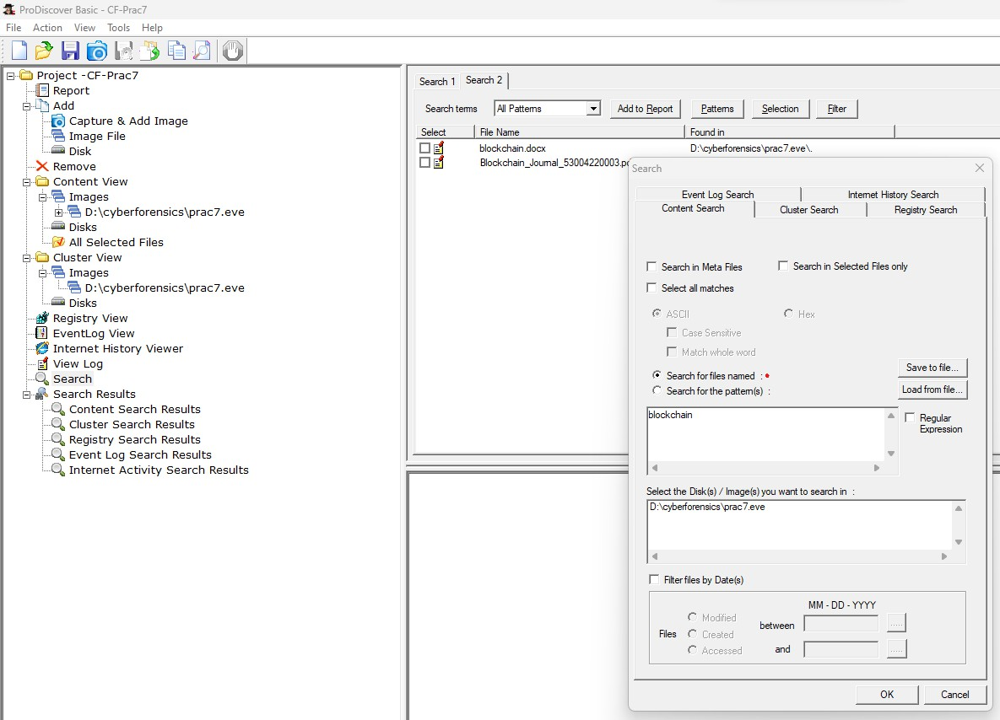 ProDiscover Basic - CF-Prac7
File Action View Tools Help
Project -CF-Prac7
Report
Add
Capture & Add Image
Image File
Disk
Remove
Content View
Images
D:\cyberforensics\prac7.eve
Disks
All Selected Files
Cluster View
Images
D:\cyberforensics\prac7.eve
Disks
Registry View
EventLog View
Internet History Viewer
View Log
Search
Search Results
Content Search Results
Cluster Search Results
Registry Search Results
Event Log Search Results
Internet Activity Search Results
Search 1 Search 2
Search tems All Patterns Add to Report Patterns Selection Filter
Select File Name Found in
blockchain.docx D:\cyberforensics\prac7.eve\.
Blockchain_Journal_53004220003.pc
Search
Event Log Search Internet History Search
Content Search Cluster Search Registry Search
Search in Meta Files Search in Selected Files only
Select all matches
ASCII Hex
Case Sensitive
Match whole word
Search for files named :
Search for the pattern(s) :
Save to file...
Load from file...
blockchain
Regular
Expression
Select the Disk(s) / Image(s) you want to search in :
D:\cyberforensics\prac7.eve
Filter files by Date(s)
MM - DD - YYYY
Files
Modified
Created
Accessed
between .....
and .....
OK Cancel